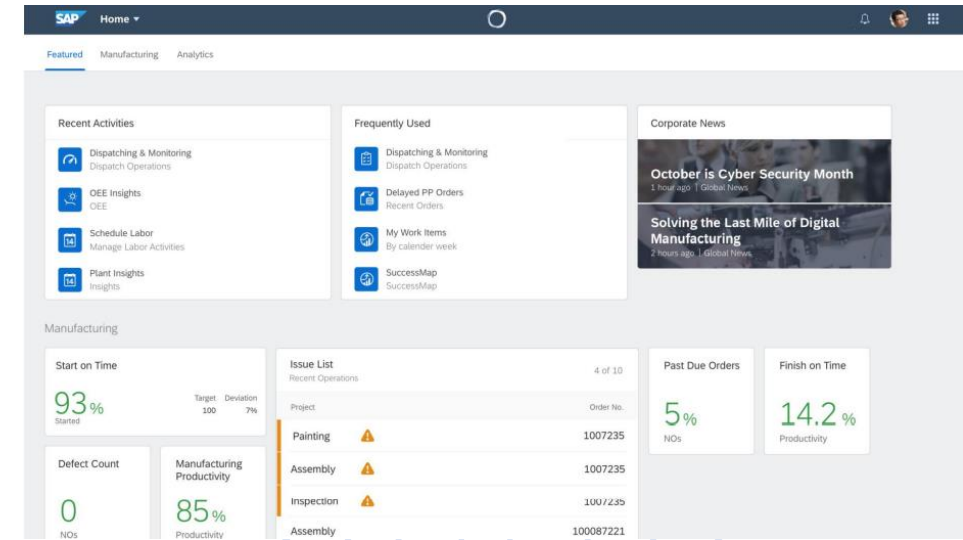 SAP Home
Featured Manufacturing Analytics
Recent Activities
Dispatching & Monitoring
Dispatch Operations
OEE Insights
OEE
14
Schedule Labor
Manage Labor Activities
14
Plant Insights
Insights
Frequently Used
Dispatching & Monitoring
Dispatch Operations
Delayed PP Orders
Recent Orders
My Work Items
By calender week
SuccessMap
SuccessMap
Corporate News
October is Cyber Security Month
1 hour ago | Global News
Solving the Last Mile of Digital
Manufacturing
2 hours ago | Global News
Manufacturing
Start on Time
93%
Started
Target Deviation
100 7%
Defect Count
0
NOs
Manufacturing
Productivity
85%
Productivity
Issue List
Recent Operations
4 of 10
Project Order No.
Painting 1007235
Assembly 1007235
Inspection 1007235
Assembly 100087221
Past Due Orders
5%
NOs
Finish on Time
14.2%
Productivity